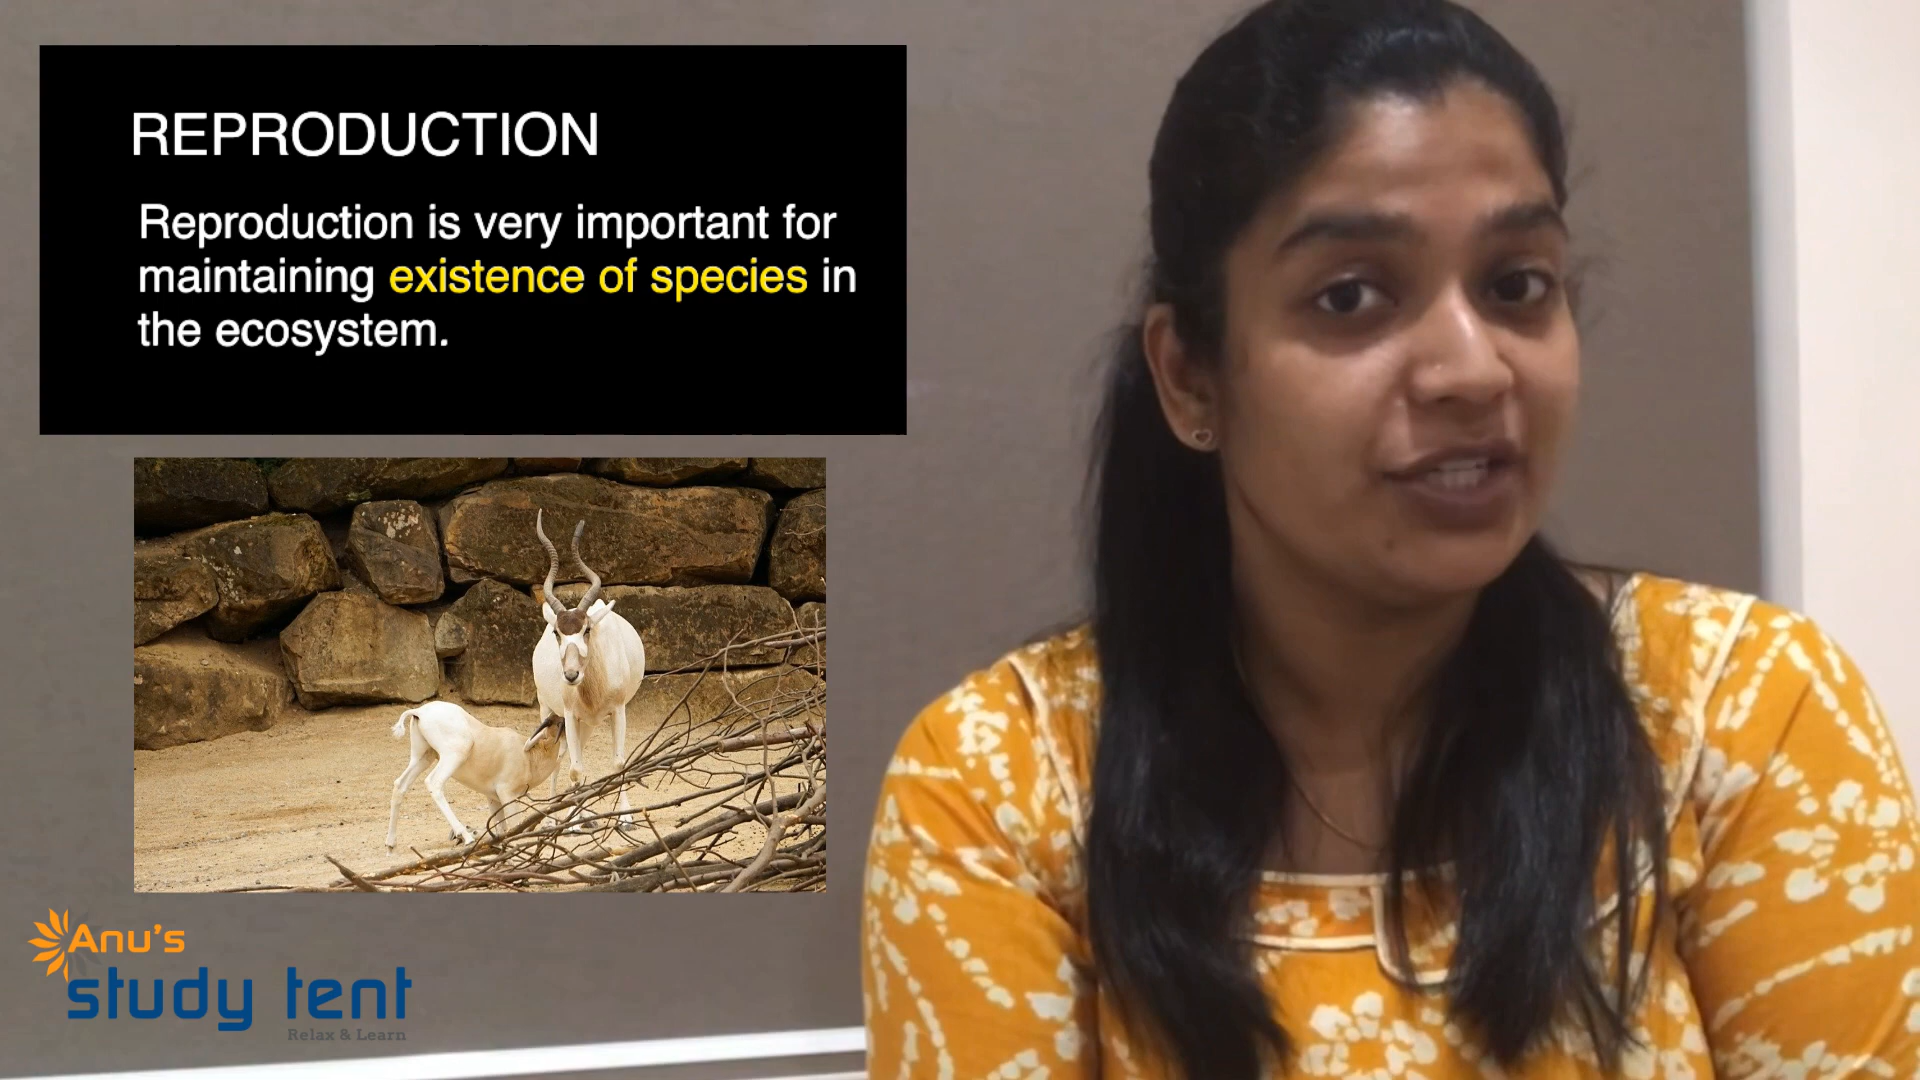 REPRODUCTION
Reproduction is very important for
maintaining existence of species in
the ecosystem.
Anu's
study tent
Relax & Learn